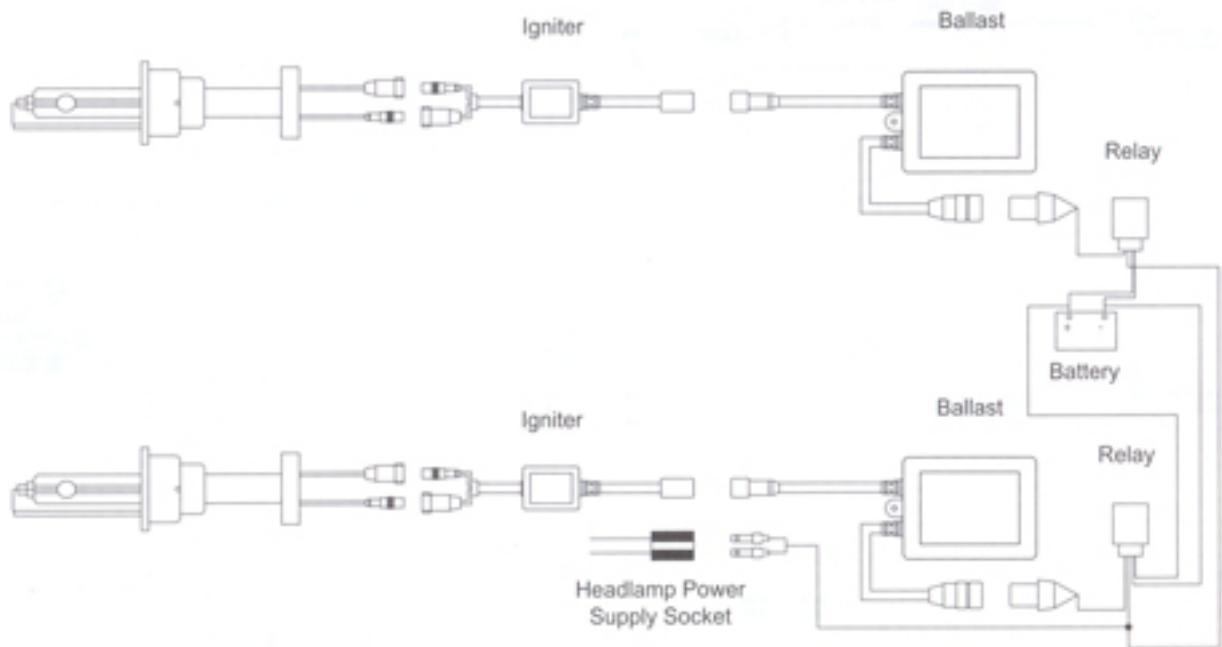 Igniter
Ballast
Relay
+ -
Battery
Igniter
Ballast
Relay
Headlamp Power
Supply Socket